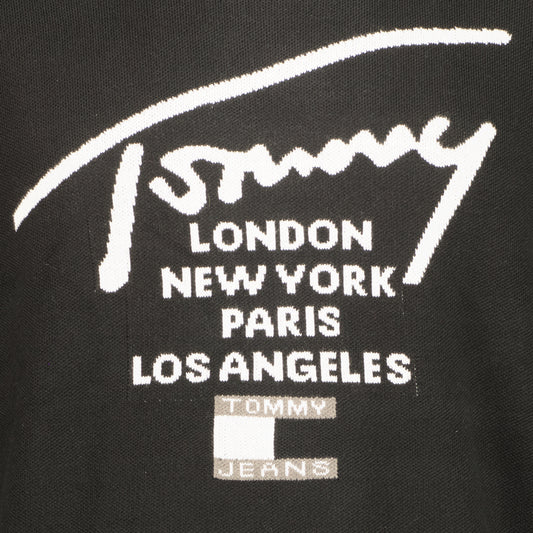 Tommy
LONDON
NEW YORK
PARIS
LOS ANGELES
TOMMY
JEANS